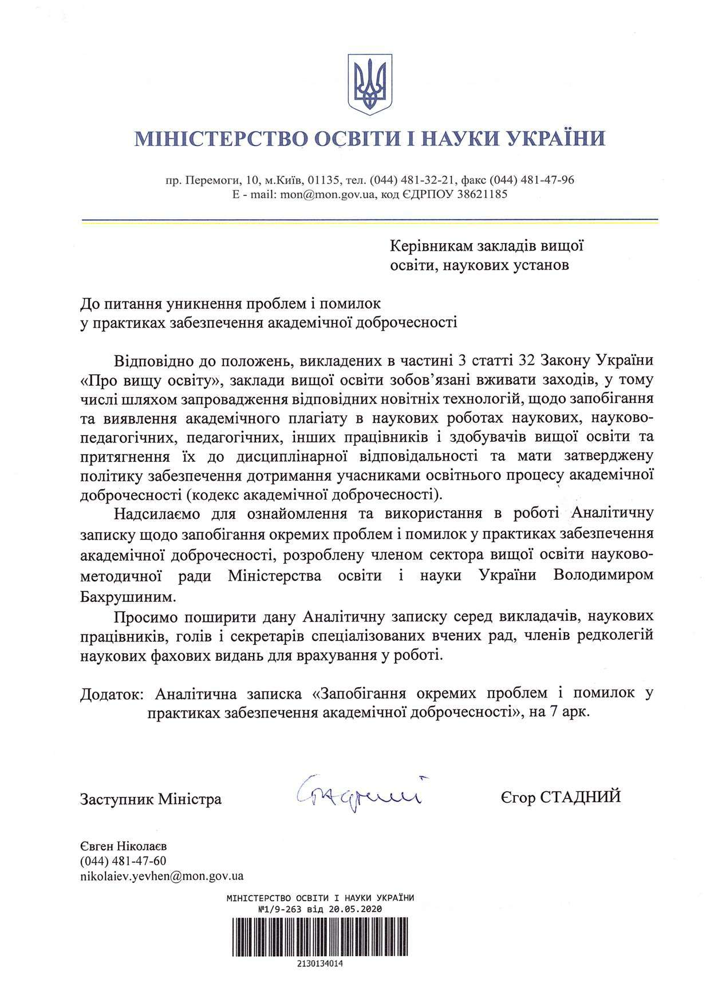 МІНІСТЕРСТВО ОСВІТИ І НАУКИ УКРАЇНИ
пр. Перемоги, 10, м.Київ, 01135, тел. (044) 481-32-21, факс (044) 481-47-96
E - mail: mon@mon.gov.ua, код ЄДРПОУ 38621185
Керівникам закладів вищої
освіти, наукових установ
До питання уникнення проблем і помилок
у практиках забезпечення академічної доброчесності
Відповідно до положень, викладених в частині 3 статті 32 Закону України
«Про вищу освіту», заклади вищої освіти зобов’язані вживати заходів, у тому
числі шляхом запровадження відповідних новітніх технологій, щодо запобігання
та виявлення академічного плагіату в наукових роботах наукових, науково-
педагогічних, педагогічних, інших працівників і здобувачів вищої освіти та
притягнення їх до дисциплінарної відповідальності та мати затверджену
політику забезпечення дотримання учасниками освітнього процесу академічної
доброчесності (кодекс академічної доброчесності).
Надсилаємо для ознайомлення та використання в роботі Аналітичну
записку щодо запобігання окремих проблем і помилок у практиках забезпечення
академічної доброчесності, розроблену членом сектора вищої освіти науково-
методичної ради Міністерства освіти і науки України Володимиром
Бахрушиним.
Просимо поширити дану Аналітичну записку серед викладачів, наукових
працівників, голів і секретарів спеціалізованих вчених рад, членів редколегій
наукових фахових видань для врахування у роботі.
Додаток: Аналітична записка «Запобігання окремих проблем і помилок у
практиках забезпечення академічної доброчесності», на 7 арк.
Заступник Міністра Стадний Єгор СТАДНИЙ
Євген Ніколаєв
(044) 481-47-60
nikolaiev.yevhen@mon.gov.ua
МІНІСТЕРСТВО ОСВІТИ І НАУКИ УКРАЇНИ
№1/9-263 від 20.05.2020
2130134014